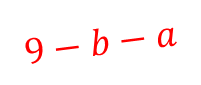 9 – b – a